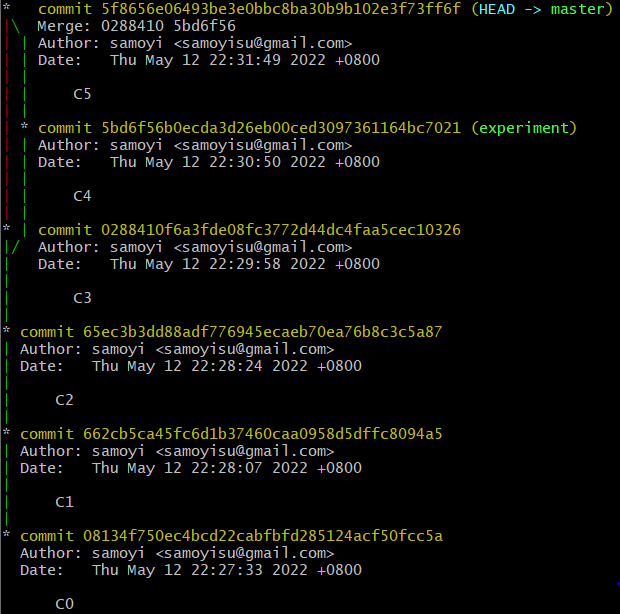 *   commit 5f8656e06493be3e0bbc8ba30b9b102e3f73ff6f (HEAD -> master)
|\  Merge: 0288410 5bd6f56
| | Author: samoyi <samoyisu@gmail.com>
| | Date:   Thu May 12 22:31:49 2022 +0800
| |
| |     C5
| |
| * commit 5bd6f56b0ecda3d26eb00ced3097361164bc7021 (experiment)
| | Author: samoyi <samoyisu@gmail.com>
| | Date:   Thu May 12 22:30:50 2022 +0800
| |
| |     C4
| |
* | commit 0288410f6a3fde08fc3772d44dc4faa5cec10326
|/  Author: samoyi <samoyisu@gmail.com>
|   Date:   Thu May 12 22:29:58 2022 +0800
|
|       C3
|
* commit 65ec3b3dd88adf776945ecaeb70ea76b8c3c5a87
| Author: samoyi <samoyisu@gmail.com>
| Date:   Thu May 12 22:28:24 2022 +0800
|
|     C2
|
* commit 662cb5ca45fc6d1b37460caa0958d5dffc8094a5
| Author: samoyi <samoyisu@gmail.com>
| Date:   Thu May 12 22:28:07 2022 +0800
|
|     C1
|
* commit 08134f750ec4bcd22cabfbfd285124acf50fcc5a
  Author: samoyi <samoyisu@gmail.com>
  Date:   Thu May 12 22:27:33 2022 +0800

      C0